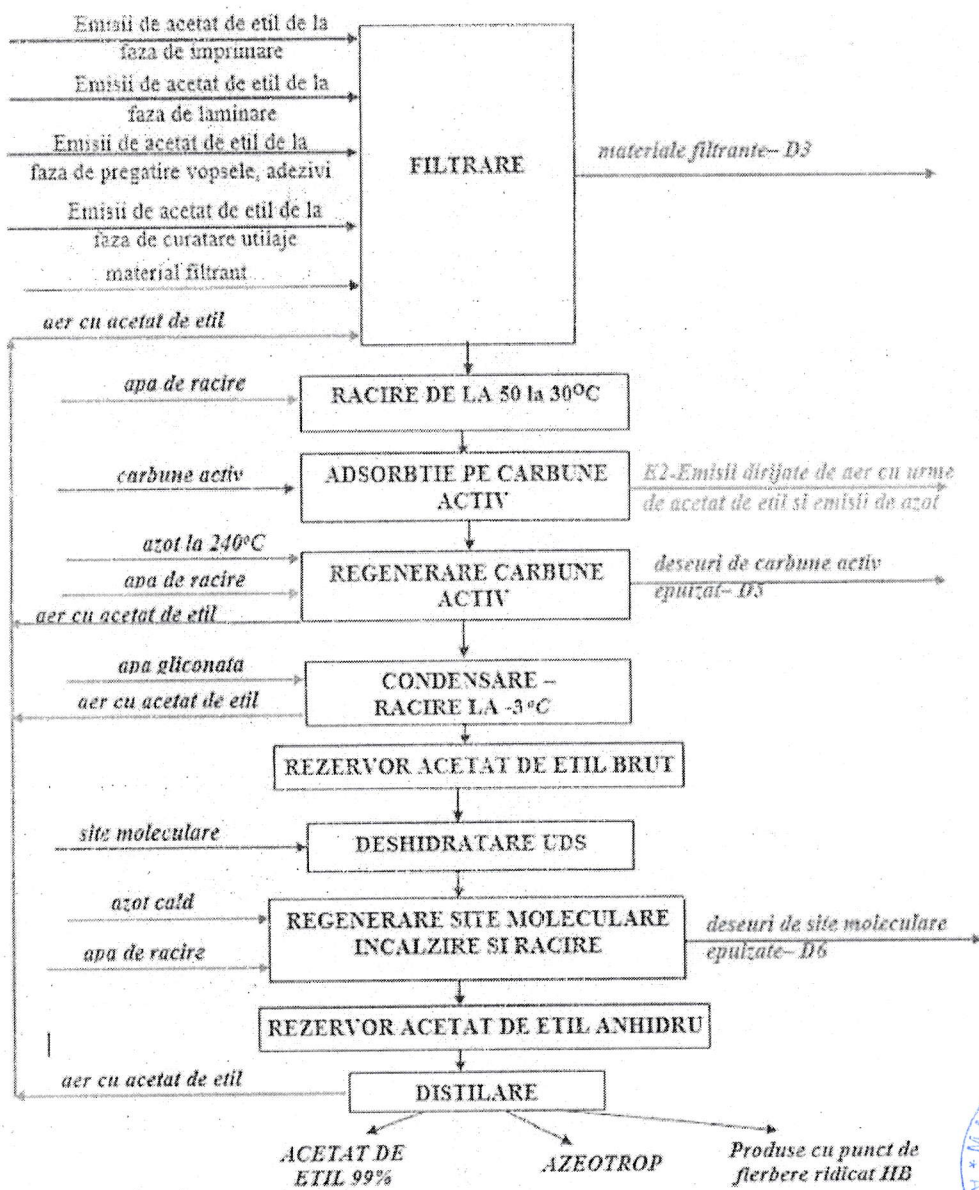 Emisii de acetat de etil de la
faza de imprimare
Emisii de acetat de etil de la
faza de laminare
Emisii de acetat de etil de la
faza de pregatire vopsele, adezivi
Emisii de acetat de etil de la
faza de curatare utilaje
material filtrant
aer cu acetat de etil
FILTRARE
materiale filtrante– D3
apa de racire
RACIRE DE LA 50 la 30ºC
carbune activ
ADSORBTIE PE CARBUNE
ACTIV
E2-Emisii dirijate de aer cu urme
de acetat de etil si emisii de azot
azot la 240ºC
apa de racire
aer cu acetat de etil
REGENERARE CARBUNE
ACTIV
deseuri de carbune activ
epuizat– D5
apa gliconata
aer cu acetat de etil
CONDENSARE –
RACIRE LA -3ºC
REZERVOR ACETAT DE ETIL BRUT
site moleculare
DESHIDRATARE UDS
azot cald
apa de racire
REGENERARE SITE MOLECULARE
INCALZIRE SI RACIRE
deseuri de site moleculare
epuizate– D6
REZERVOR ACETAT DE ETIL ANHIDRU
aer cu acetat de etil
DISTILARE
ACETAT DE
ETIL 99%
AZEOTROP
Produse cu punct de
fierbere ridicat HB